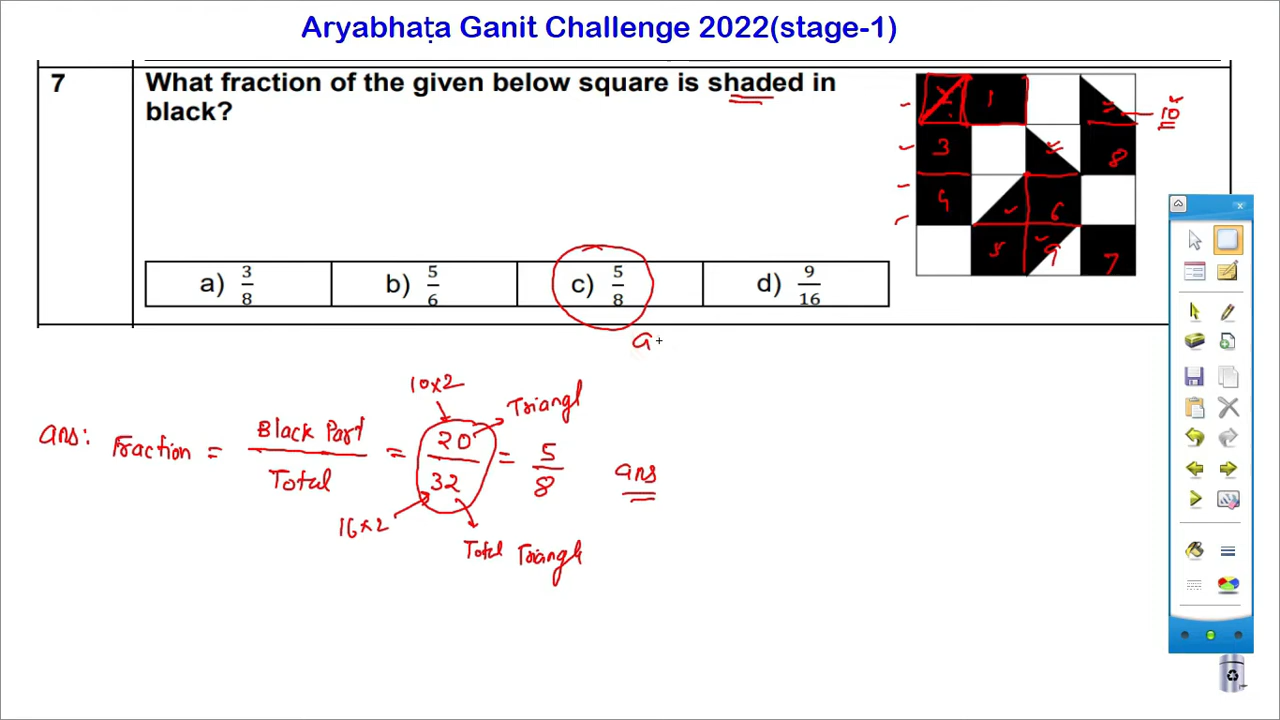 Aryabhaṭa Ganit Challenge 2022(stage-1)
7 What fraction of the given below square is shaded in
black?
1
3
8
4
6
5
9
7
a) 3/8 b) 5/6 c) 5/8 d) 9/16
10×2
Triangl
ans: Fraction = Black Part / Total = 20/32 = 5/8 ans
16×2
Total Triangle